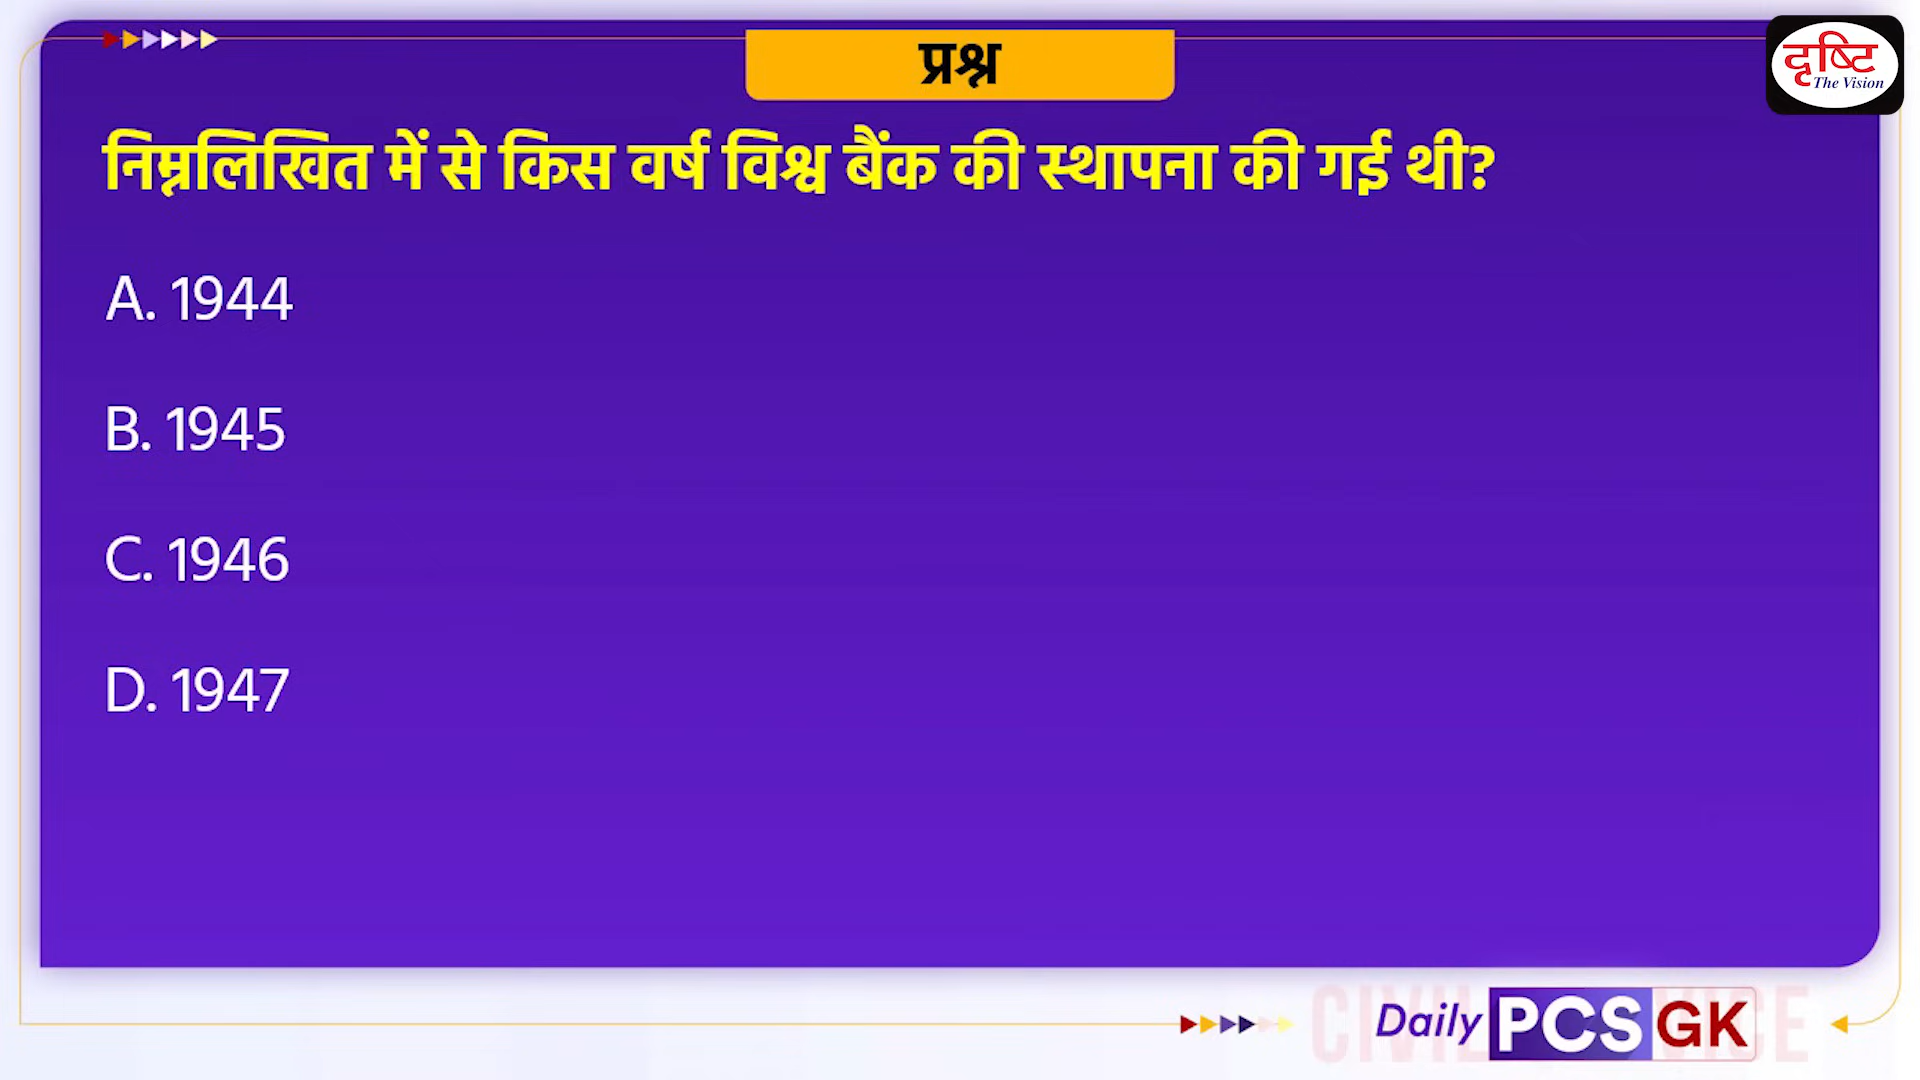 प्रश्न
दृष्टि
The Vision
निम्नलिखित में से किस वर्ष विश्व बैंक की स्थापना की गई थी?
A. 1944
B. 1945
C. 1946
D. 1947
Daily PCS GK